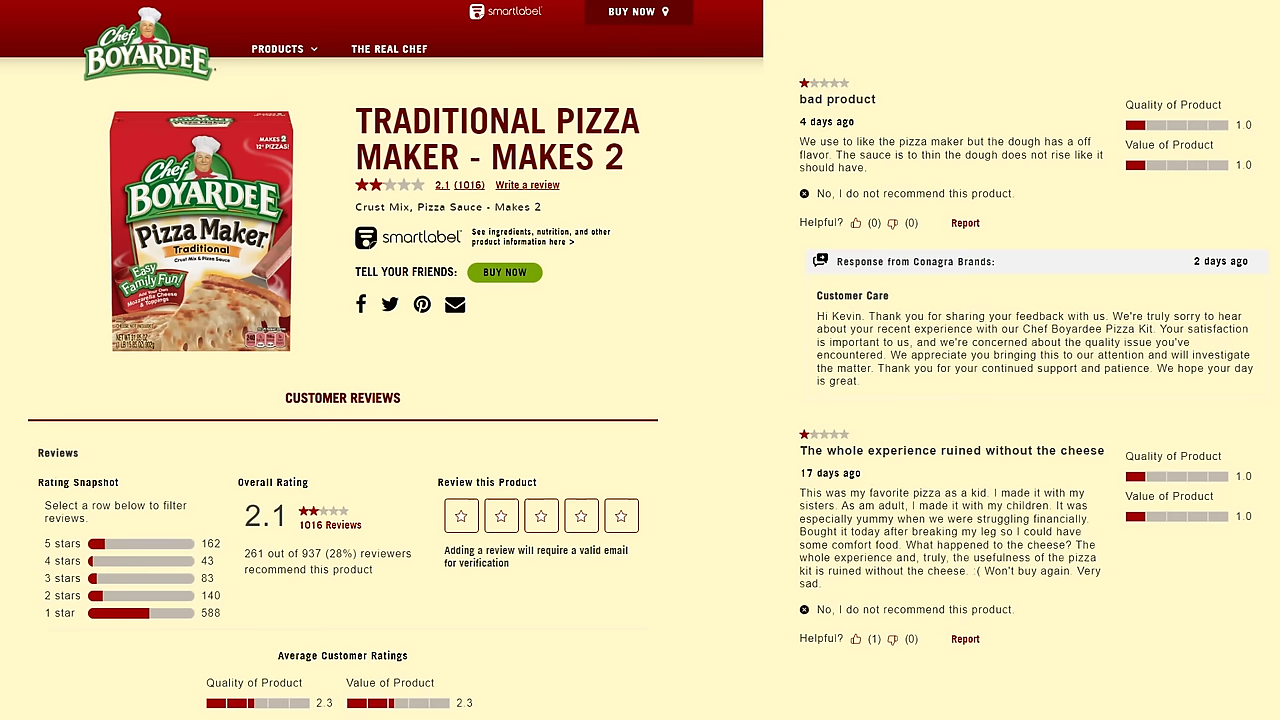 smartlabel
BUY NOW
Chef
BOYARDEE
PRODUCTS
THE REAL CHEF
MAKES 2
12" PIZZAS!
Chef
BOYARDEE
Pizza Maker
Traditional
Crust Mix & Pizza Sauce
Easy
Family Fun!
Add Your Own
Mozzarella Cheese
& Toppings
TRADITIONAL PIZZA
MAKER - MAKES 2
2.1 (1016) Write a review
Crust Mix, Pizza Sauce - Makes 2
smartlabel
See ingredients, nutrition, and other
product information here >
TELL YOUR FRIENDS:
BUY NOW
CUSTOMER REVIEWS
Reviews
Rating Snapshot
Select a row below to filter
reviews.
5 stars 162
4 stars 43
3 stars 83
2 stars 140
1 star 588
Overall Rating
2.1
1016 Reviews
261 out of 937 (28%) reviewers
recommend this product
Review this Product
Adding a review will require a valid email
for verification
Average Customer Ratings
Quality of Product
2.3
Value of Product
2.3
bad product
4 days ago
We use to like the pizza maker but the dough has a off
flavor. The sauce is to thin the dough does not rise like it
should have.
No, I do not recommend this product.
Helpful? (0) (0) Report
Quality of Product
1.0
Value of Product
1.0
Response from Conagra Brands: 2 days ago
Customer Care
Hi Kevin. Thank you for sharing your feedback with us. We're truly sorry to hear
about your recent experience with our Chef Boyardee Pizza Kit. Your satisfaction
is important to us, and we're concerned about the quality issue you've
encountered. We appreciate you bringing this to our attention and will investigate
the matter. Thank you for your continued support and patience. We hope your day
is great.
The whole experience ruined without the cheese
17 days ago
This was my favorite pizza as a kid. I made it with my
sisters. As am adult, I made it with my children. It was
especially yummy when we were struggling financially.
Bought it today after breaking my leg so I could have
some comfort food. What happened to the cheese? The
whole experience and, truly, the usefulness of the pizza
kit is ruined without the cheese. :( Won't buy again. Very
sad.
No, I do not recommend this product.
Helpful? (1) (0) Report
Quality of Product
1.0
Value of Product
1.0